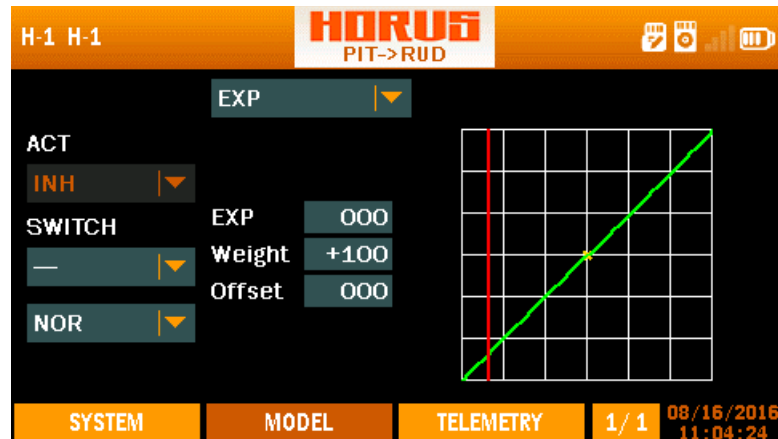 H-1 H-1
HORUS
PIT->RUD
EXP
ACT
INH
SWITCH
—
NOR
EXP 000
Weight +100
Offset 000
SYSTEM MODEL TELEMETRY 1/1 08/16/2016
11:04:24